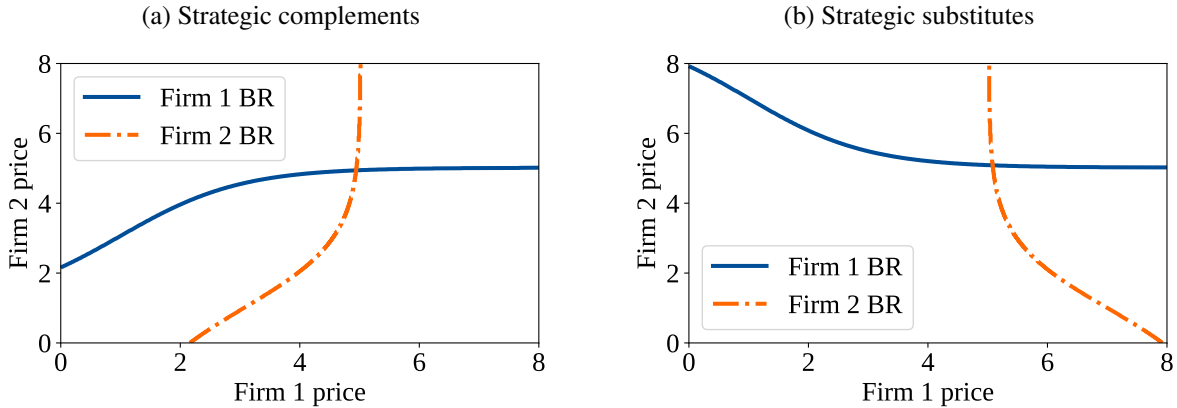 (a) Strategic complements
8
6
4
2
0
0 2 4 6 8
Firm 2 price
Firm 1 price
Firm 1 BR
Firm 2 BR
(b) Strategic substitutes
8
6
4
2
0
0 2 4 6 8
Firm 2 price
Firm 1 price
Firm 1 BR
Firm 2 BR